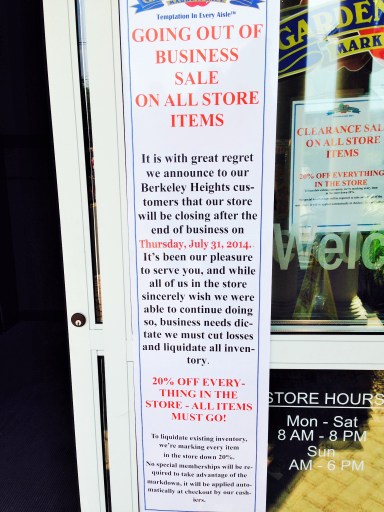 Temptation In Every Aisle™
GOING OUT OF
BUSINESS
SALE
ON ALL STORE
ITEMS
It is with great regret
we announce to our
Berkeley Heights cus-
tomers that our store
will be closing after the
end of business on
Thursday, July 31, 2014.
It's been our pleasure
to serve you, and while
all of us in the store
sincerely wish we were
able to continue doing
so, business needs dic-
tate we must cut losses
and liquidate all inven-
tory.
20% OFF EVERY-
THING IN THE
STORE - ALL ITEMS
MUST GO!
To liquidate existing inventory,
we're marking every item
in the store down 20%.
No special memberships will be re-
quired to take advantage of the
markdown, it will be applied auto-
matically at checkout by our cash-
iers.
GARDEN
MARK
CLEARANCE SAL
ON ALL STORE
ITEMS
20% OFF EVERYTHING
IN THE STORE
Welc
STORE HOURS
Mon - Sat
8 AM - 8 PM
Sun
AM - 6 PM